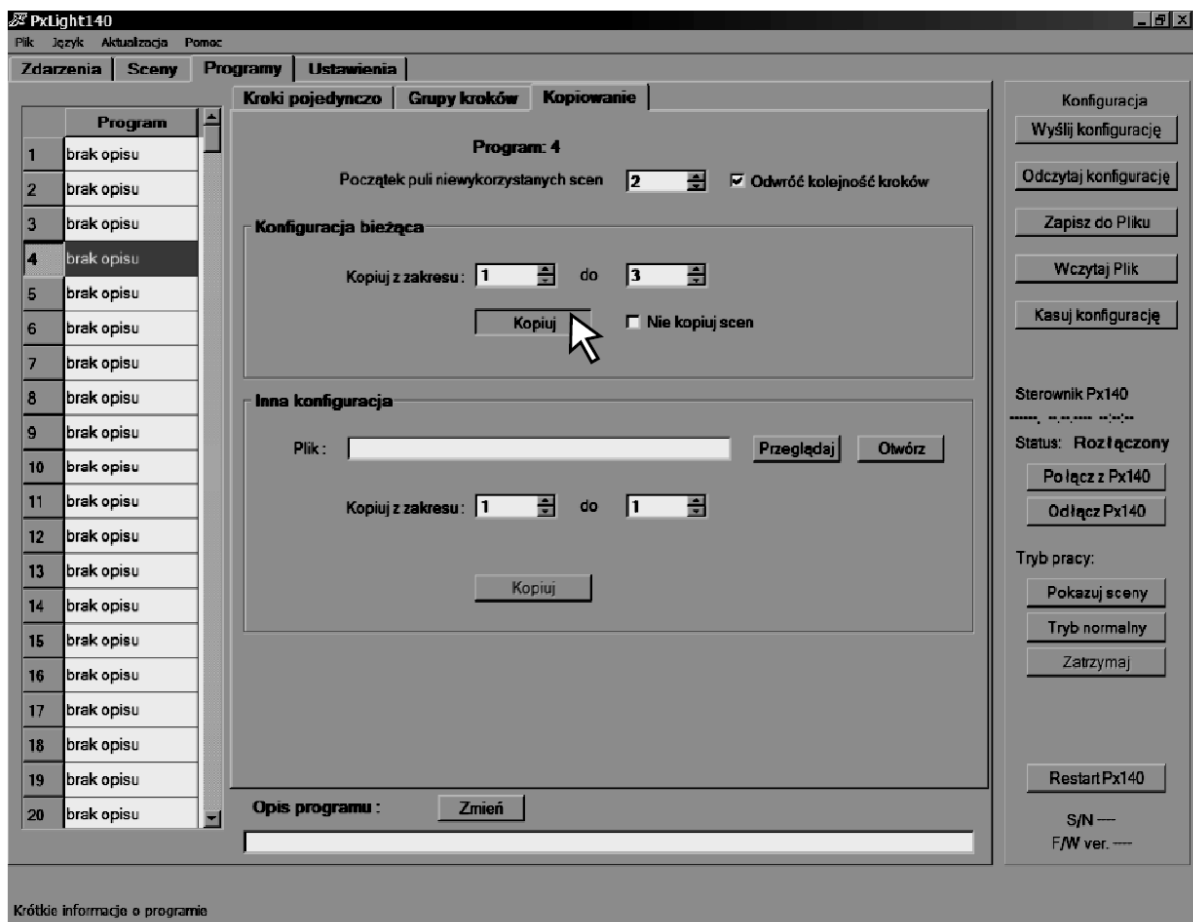 PxLight140
Plik Język Aktualizacja Pomoc
Zdarzenia Sceny Programy Ustawienia
Kroki pojedynczo Grupy kroków Kopiowanie
Program
1 brak opisu
2 brak opisu
3 brak opisu
4 brak opisu
5 brak opisu
6 brak opisu
7 brak opisu
8 brak opisu
9 brak opisu
10 brak opisu
11 brak opisu
12 brak opisu
13 brak opisu
14 brak opisu
15 brak opisu
16 brak opisu
17 brak opisu
18 brak opisu
19 brak opisu
20 brak opisu
Program: 4
Początek puli niewykorzystanych scen 2 Odwróć kolejność kroków
Konfiguracja bieżąca
Kopiuj z zakresu : 1 do 3
Kopiuj Nie kopiuj scen
Inna konfiguracja
Plik : Przeglądaj Otwórz
Kopiuj z zakresu : 1 do 1
Kopiuj
Opis programu : Zmień
Konfiguracja
Wyślij konfigurację
Odczytaj konfigurację
Zapisz do Pliku
Wczytaj Plik
Kasuj konfigurację
Sterownik Px140
------, --.--.---- --:--:--
Status: Rozłączony
Połącz z Px140
Odłącz Px140
Tryb pracy:
Pokazuj sceny
Tryb normalny
Zatrzymaj
Restart Px140
S/N ----
F/W ver. ----
Krótkie informacje o programie